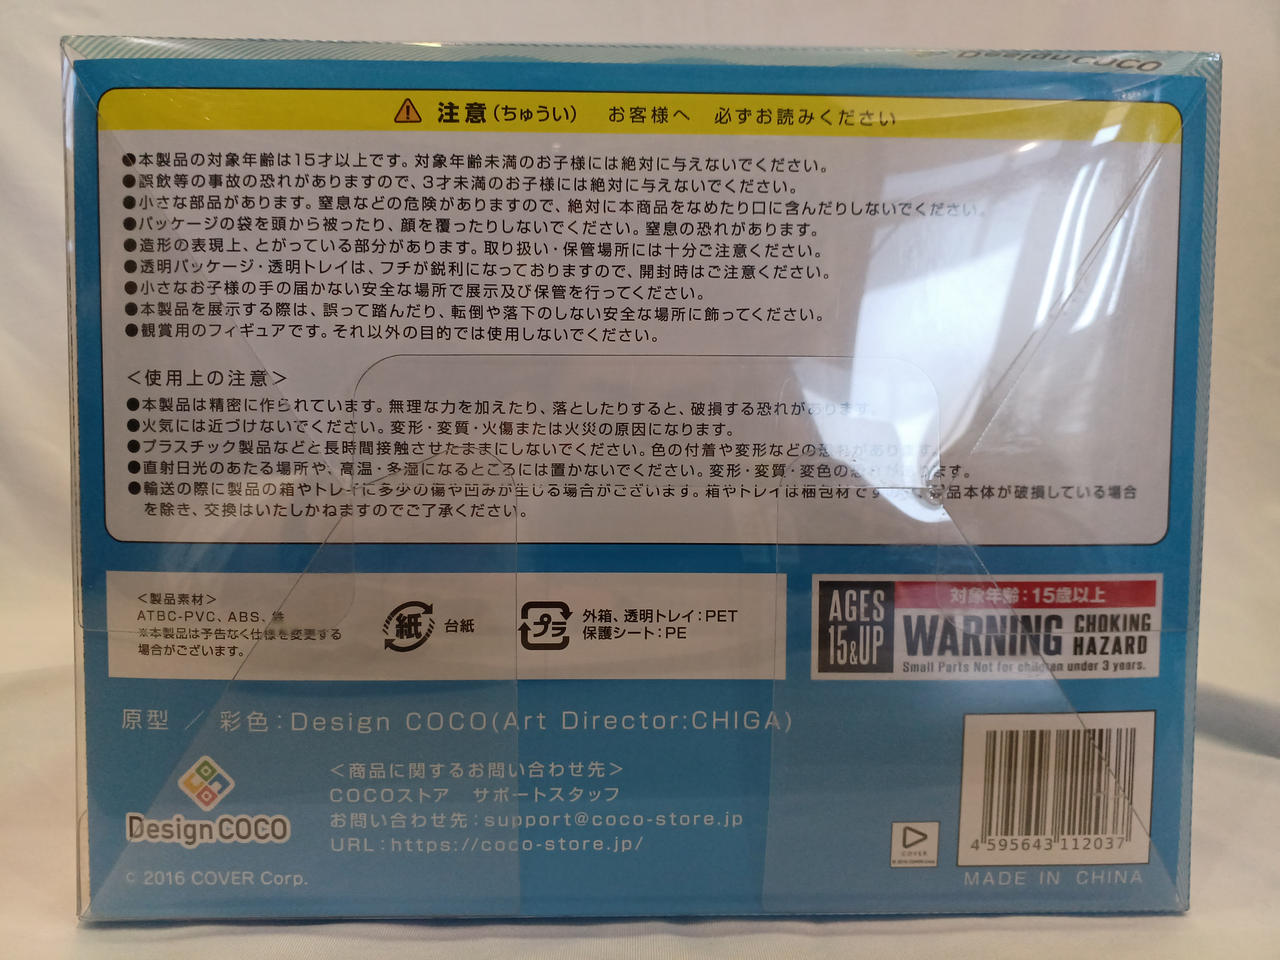 Design COCO
注意(ちゅうい) お客様へ 必ずお読みください
●本製品の対象年齢は15才以上です。対象年齢未満のお子様には絶対に与えないでください。
●誤飲等の事故の恐れがありますので、3才未満のお子様には絶対に与えないでください。
●小さな部品があります。窒息などの危険がありますので、絶対に本商品をなめたり口に含んだりしないでください。
●パッケージの袋を頭から被ったり、顔を覆ったりしないでください。窒息の恐れがあります。
●造形の表現上、とがっている部分があります。取り扱い・保管場所には十分ご注意ください。
●透明パッケージ・透明トレイは、フチが鋭利になっておりますので、開封時はご注意ください。
●小さなお子様の手の届かない安全な場所で展示及び保管を行ってください。
●本製品を展示する際は、誤って踏んだり、転倒や落下のしない安全な場所に飾ってください。
●観賞用のフィギュアです。それ以外の目的では使用しないでください。
＜使用上の注意＞
●本製品は精密に作られています。無理な力を加えたり、落としたりすると、破損する恐れがあります。
●火気には近づけないでください。変形・変質・火傷または火災の原因になります。
●プラスチック製品などと長時間接触させたままにしないでください。色の付着や変形などの恐れがあります。
●直射日光のあたる場所や、高温・多湿になるところには置かないでください。変形・変質・変色の恐れがあります。
●輸送の際に製品の箱やトレイに多少の傷や凹みが生じる場合がございます。箱やトレイは梱包材です 製品本体が破損している場合
を除き、交換はいたしかねますのでご了承ください。
＜製品素材＞
ATBC-PVC、ABS、鉄
※本製品は予告なく仕様を変更する
場合がございます。
紙 台紙
プラ 外箱、透明トレイ:PET
保護シート:PE
AGES
15&UP
対象年齢:15歳以上
WARNING CHOKING
HAZARD
Small Parts Not for children under 3 years.
原型 / 彩色:Design COCO(Art Director:CHIGA)
Design COCO
＜商品に関するお問い合わせ先＞
COCOストア サポートスタッフ
お問い合わせ先:support@coco-store.jp
URL:https://coco-store.jp/
© 2016 COVER Corp.
COVER
© 2016 COVER Corp.
4 595643 112037
MADE IN CHINA